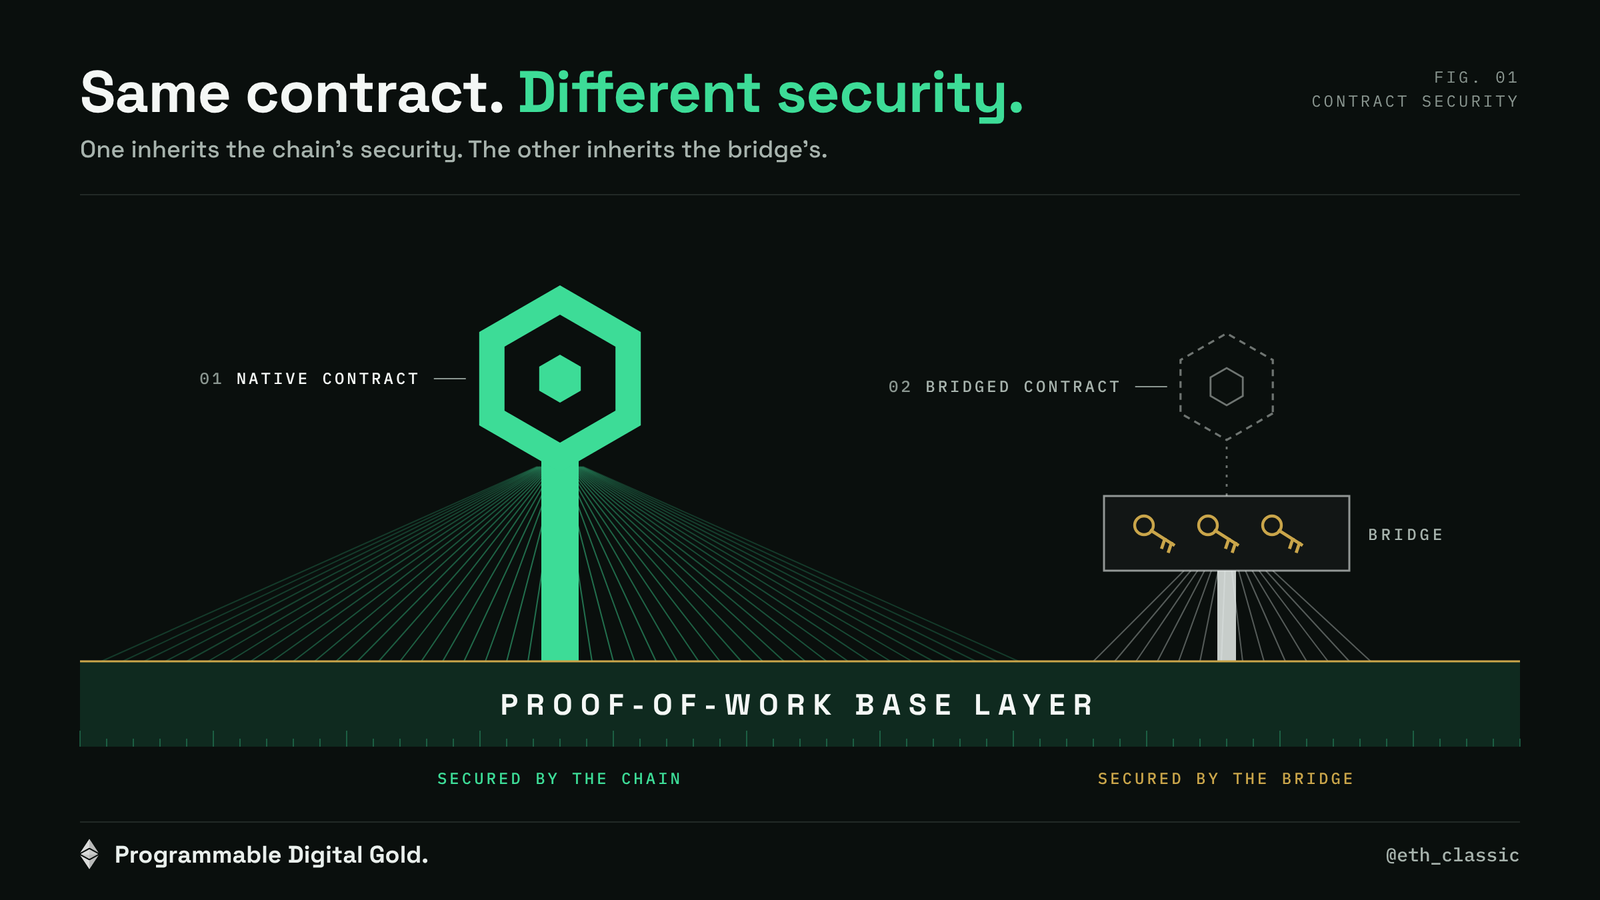 Same contract. Different security.
FIG. 01
CONTRACT SECURITY
One inherits the chain’s security. The other inherits the bridge’s.
01 NATIVE CONTRACT
02 BRIDGED CONTRACT
BRIDGE
PROOF-OF-WORK BASE LAYER
SECURED BY THE CHAIN
SECURED BY THE BRIDGE
Programmable Digital Gold.
@eth_classic